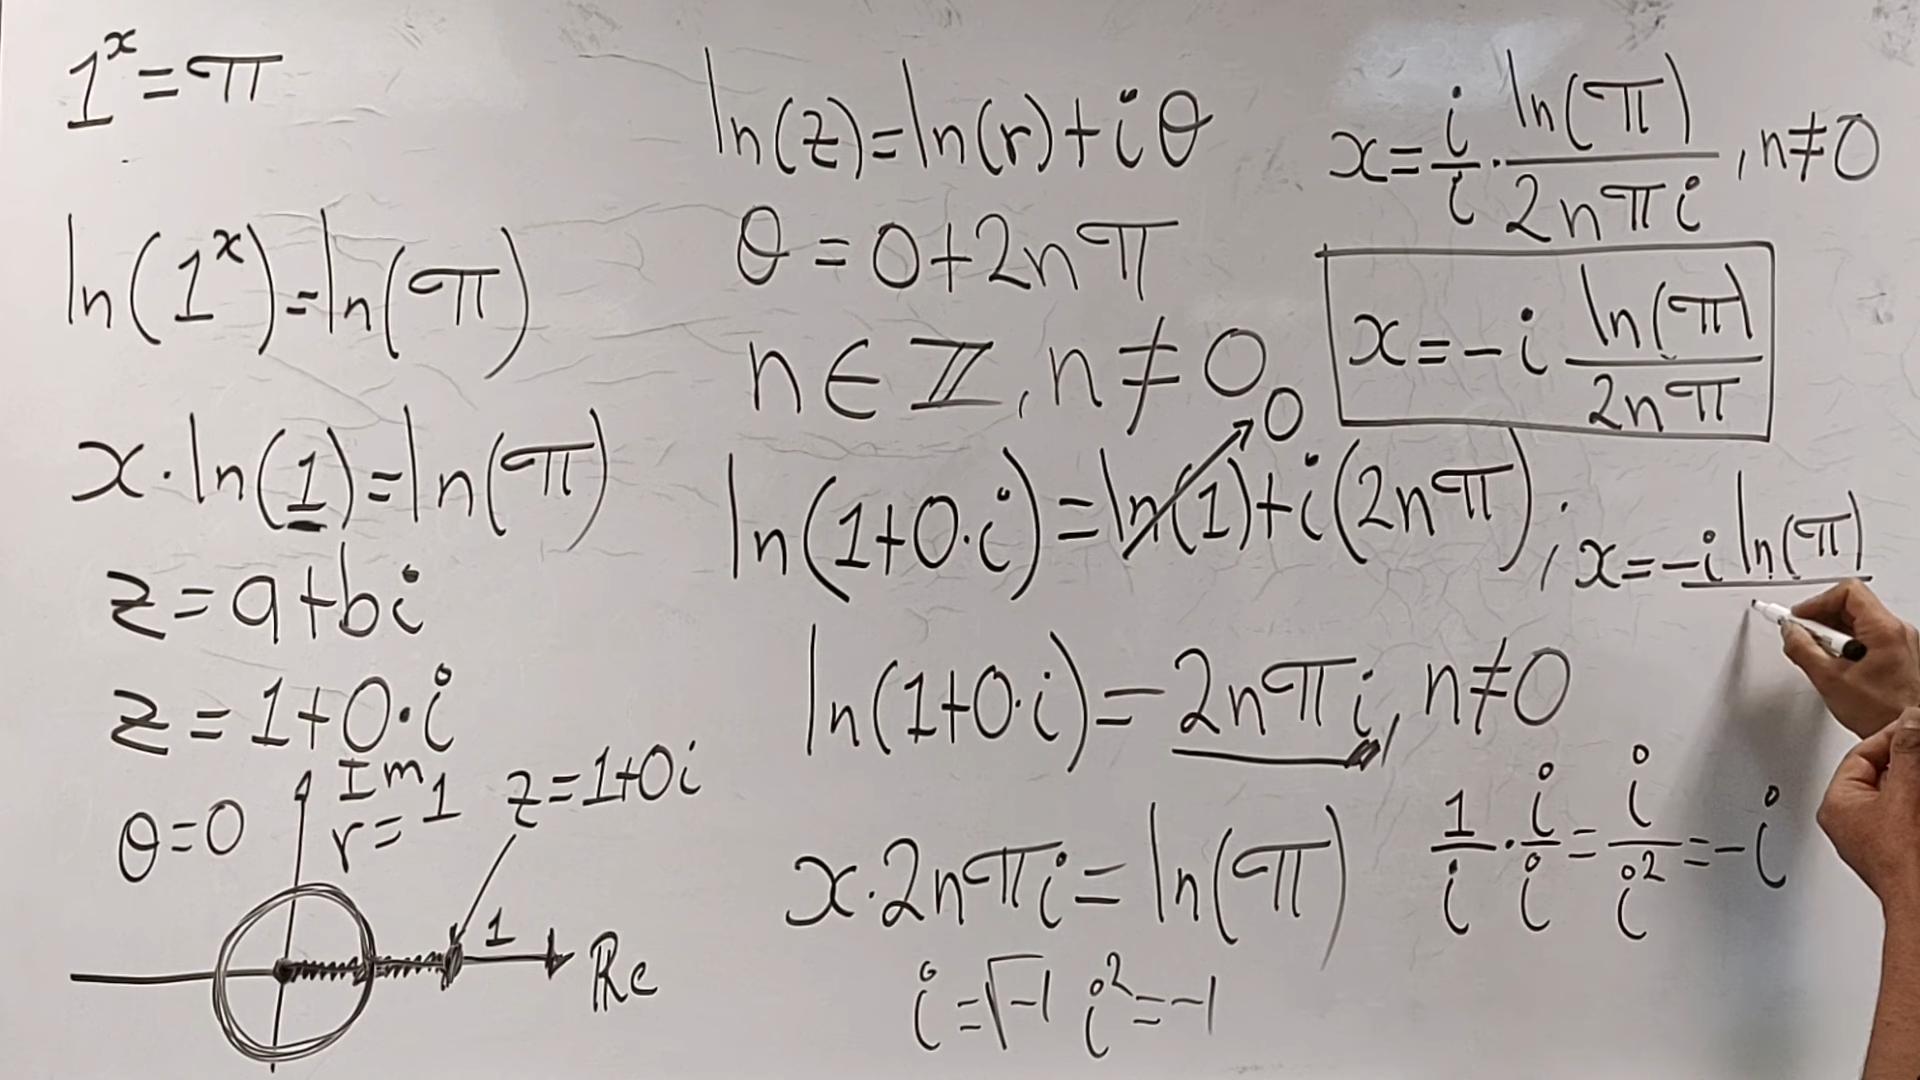 1^x = π
ln(1^x) = ln(π)
x · ln(1) = ln(π)
z = a + bi
z = 1 + 0·i
Im
θ = 0
r = 1
z = 1 + 0i
1
Re
ln(z) = ln(r) + iθ
θ = 0 + 2nπ
n ∈ ℤ, n ≠ 0
0
ln(1 + 0·i) = ln(1) + i(2nπ)
ln(1 + 0·i) = 2nπi, n ≠ 0
x · 2nπi = ln(π)
i = √-1 i² = -1
x = i/i · ln(π)/2nπi, n ≠ 0
x = -i ln(π)/2nπ
; x = -i ln(π)
1/i · i/i = i/i² = -i